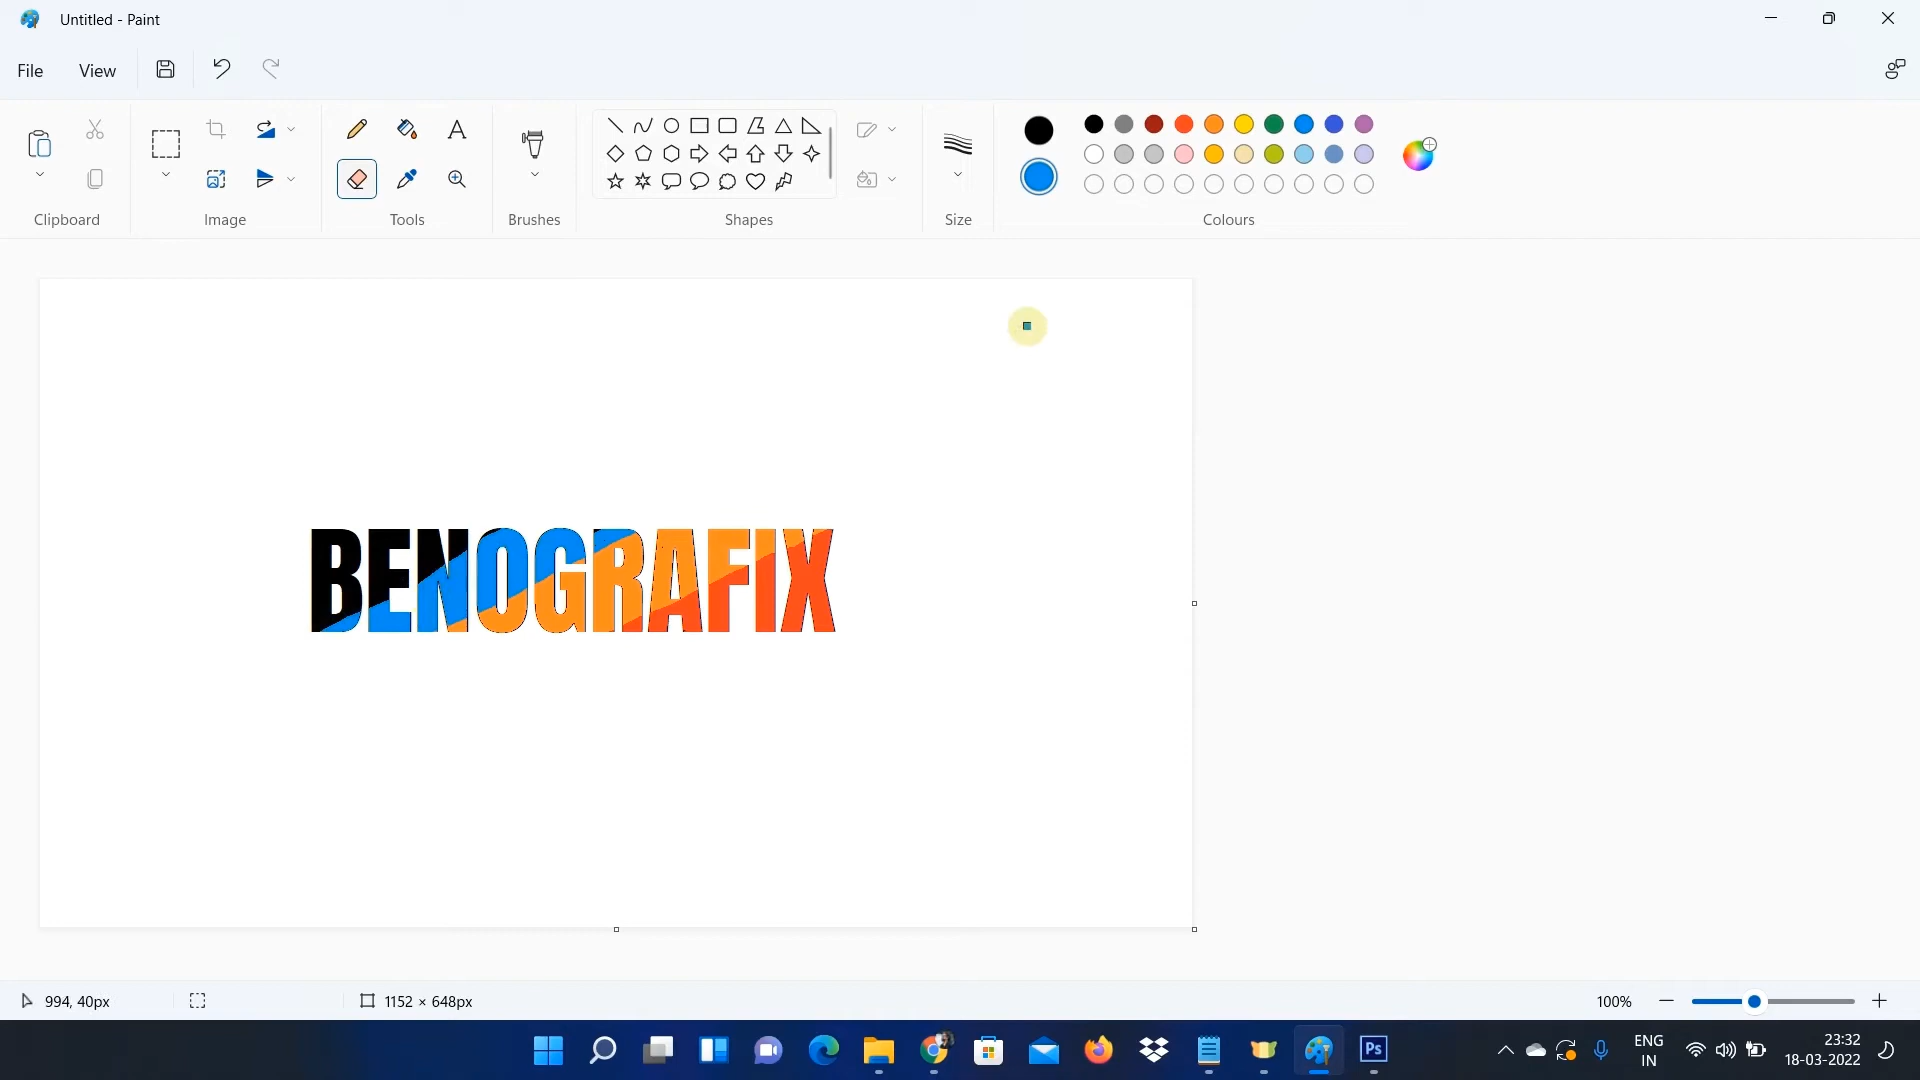 Untitled - Paint
File View
Clipboard
Image
Tools
Brushes
Shapes
Size
Colours
BENOGRAFIX
994, 40px
1152 × 648px
100%
Ps
ENG
IN
23:32
18-03-2022